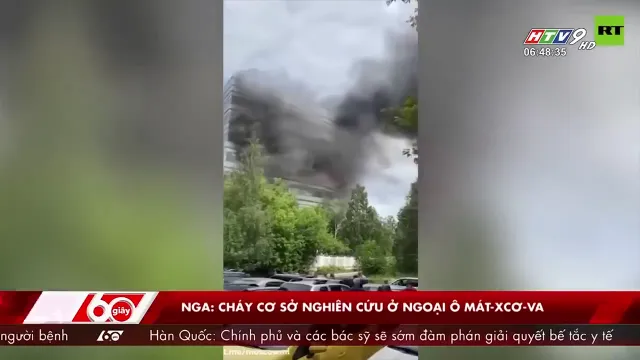 HTV9 HD
RT
06:48:35
60 giây
NGA: CHÁY CƠ SỞ NGHIÊN CỨU Ở NGOẠI Ô MÁT-XCƠ-VA
người bệnh 60 Hàn Quốc: Chính phủ và các bác sỹ sẽ sớm đàm phán giải quyết bế tắc y tế